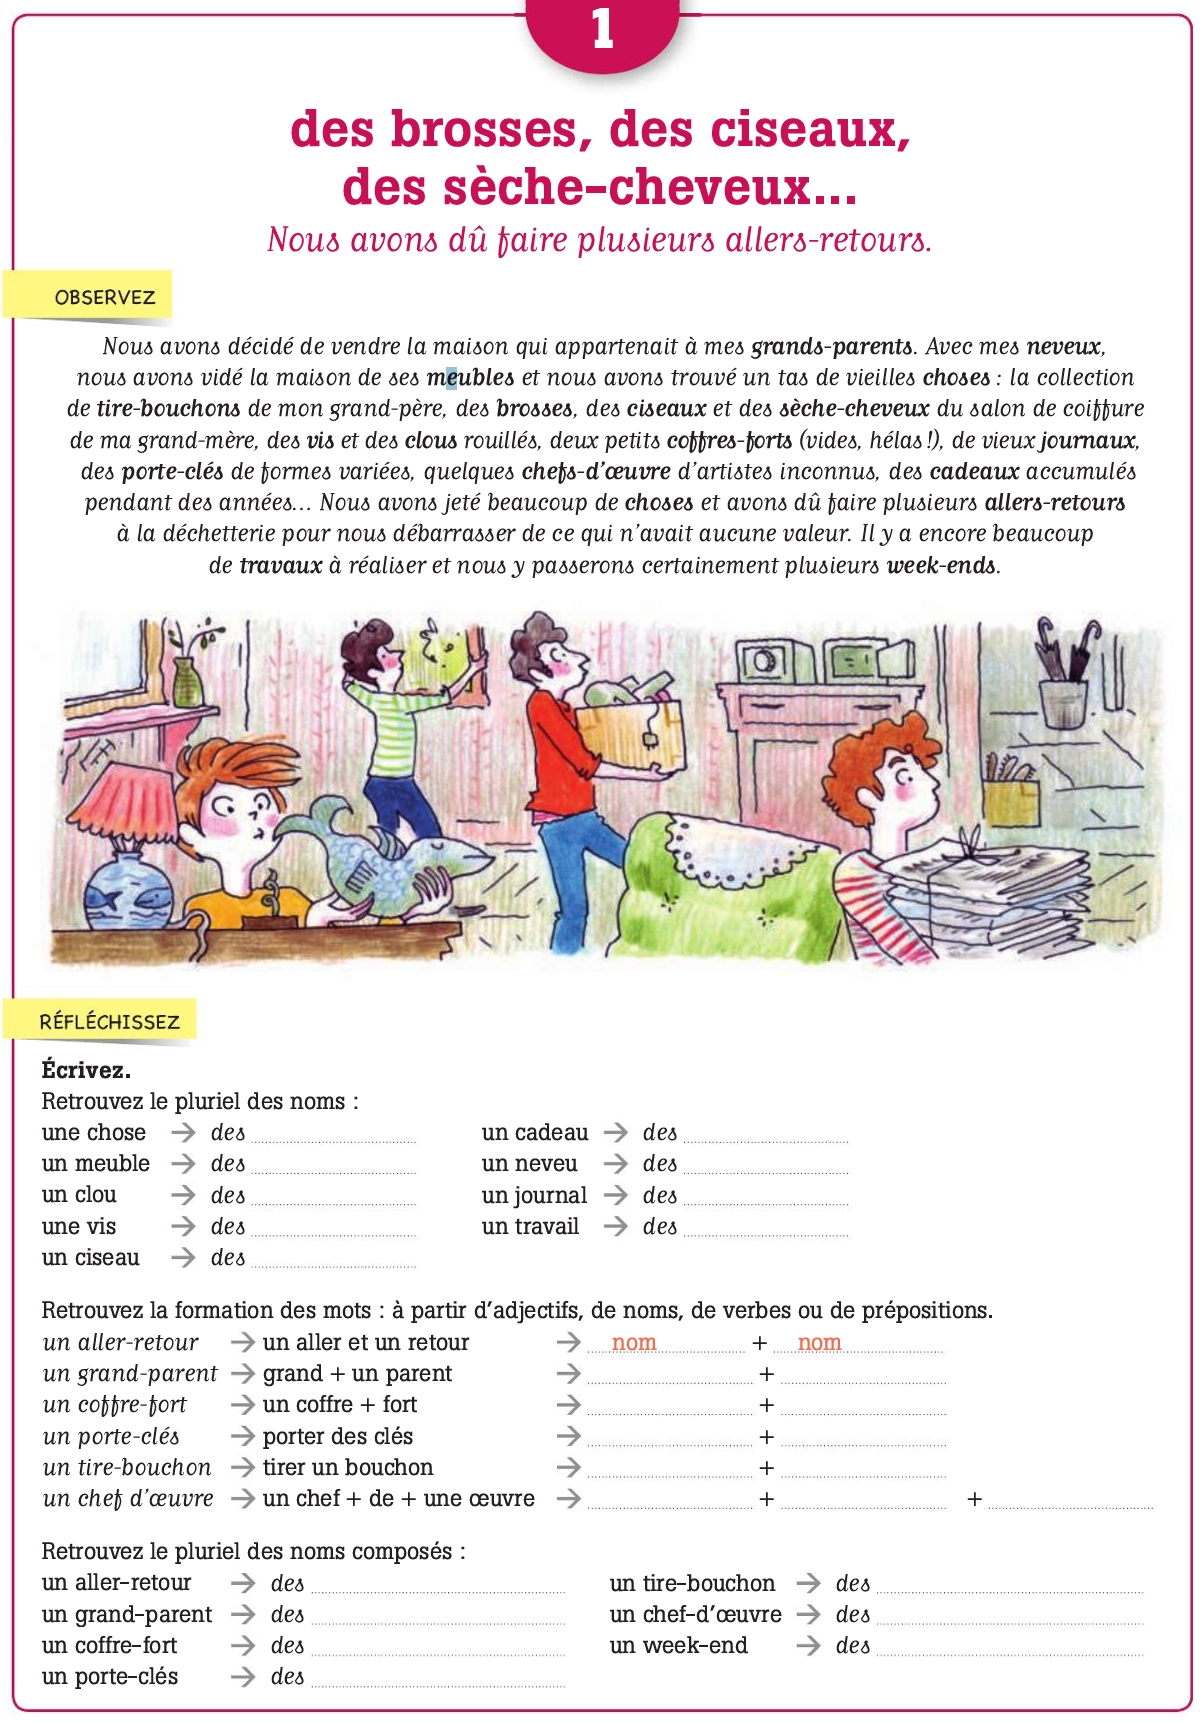 1
des brosses, des ciseaux,
des sèche-cheveux...
Nous avons dû faire plusieurs allers-retours.
OBSERVEZ
Nous avons décidé de vendre la maison qui appartenait à mes grands-parents. Avec mes neveux,
nous avons vidé la maison de ses meubles et nous avons trouvé un tas de vieilles choses : la collection
de tire-bouchons de mon grand-père, des brosses, des ciseaux et des sèche-cheveux du salon de coiffure
de ma grand-mère, des vis et des clous rouillés, deux petits coffres-forts (vides, hélas !), de vieux journaux,
des porte-clés de formes variées, quelques chefs-d'œuvre d'artistes inconnus, des cadeaux accumulés
pendant des années... Nous avons jeté beaucoup de choses et avons dû faire plusieurs allers-retours
à la déchetterie pour nous débarrasser de ce qui n'avait aucune valeur. Il y a encore beaucoup
de travaux à réaliser et nous y passerons certainement plusieurs week-ends.
RÉFLÉCHISSEZ
Écrivez.
Retrouvez le pluriel des noms :
une chose → des
un meuble → des
un clou → des
une vis → des
un ciseau → des
un cadeau → des
un neveu → des
un journal → des
un travail → des
Retrouvez la formation des mots : à partir d'adjectifs, de noms, de verbes ou de prépositions.
un aller-retour → un aller et un retour → nom + nom
un grand-parent → grand + un parent → +
un coffre-fort → un coffre + fort → +
un porte-clés → porter des clés → +
un tire-bouchon → tirer un bouchon → +
un chef d'œuvre → un chef + de + une œuvre → + +
Retrouvez le pluriel des noms composés :
un aller-retour → des
un grand-parent → des
un coffre-fort → des
un porte-clés → des
un tire-bouchon → des
un chef-d'œuvre → des
un week-end → des